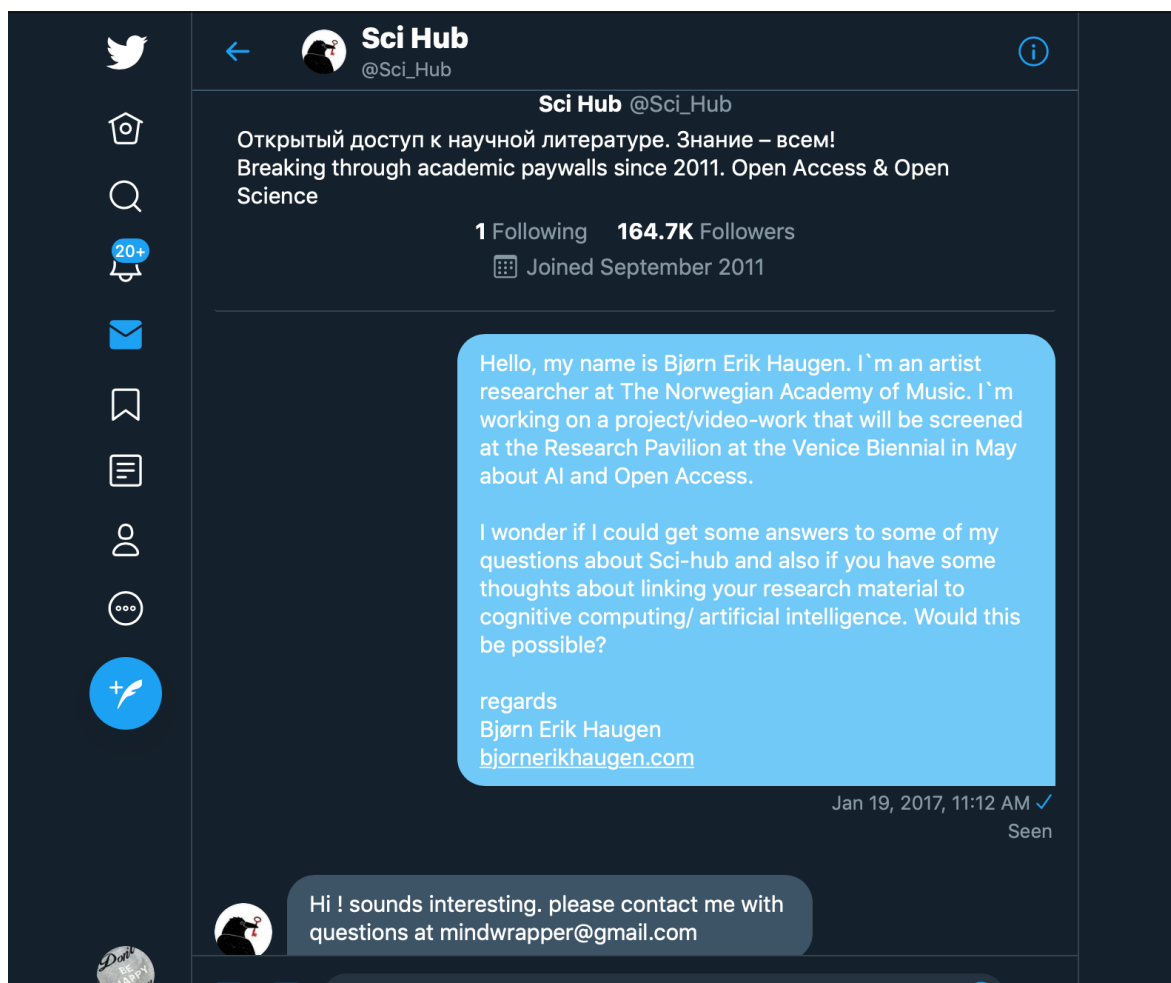 Sci Hub
@Sci_Hub
Sci Hub @Sci_Hub
Открытый доступ к научной литературе. Знание – всем!
Breaking through academic paywalls since 2011. Open Access & Open
Science
1 Following 164.7K Followers
Joined September 2011
20+
Hello, my name is Bjørn Erik Haugen. I`m an artist
researcher at The Norwegian Academy of Music. I`m
working on a project/video-work that will be screened
at the Research Pavilion at the Venice Biennial in May
about AI and Open Access.
I wonder if I could get some answers to some of my
questions about Sci-hub and also if you have some
thoughts about linking your research material to
cognitive computing/ artificial intelligence. Would this
be possible?
regards
Bjørn Erik Haugen
bjornerikhaugen.com
Jan 19, 2017, 11:12 AM
Seen
Hi ! sounds interesting. please contact me with
questions at mindwrapper@gmail.com
Don't
BE
HAPPY